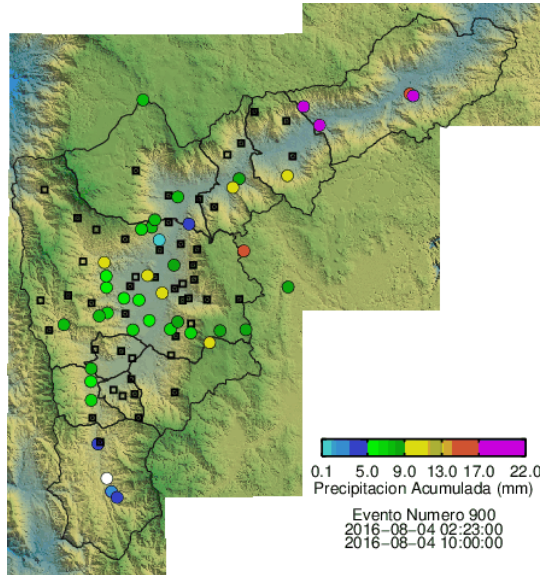 0.1 5.0 9.0 13.0 17.0 22.0
Precipitacion Acumulada (mm)
Evento Numero 900
2016-08-04 02:23:00
2016-08-04 10:00:00